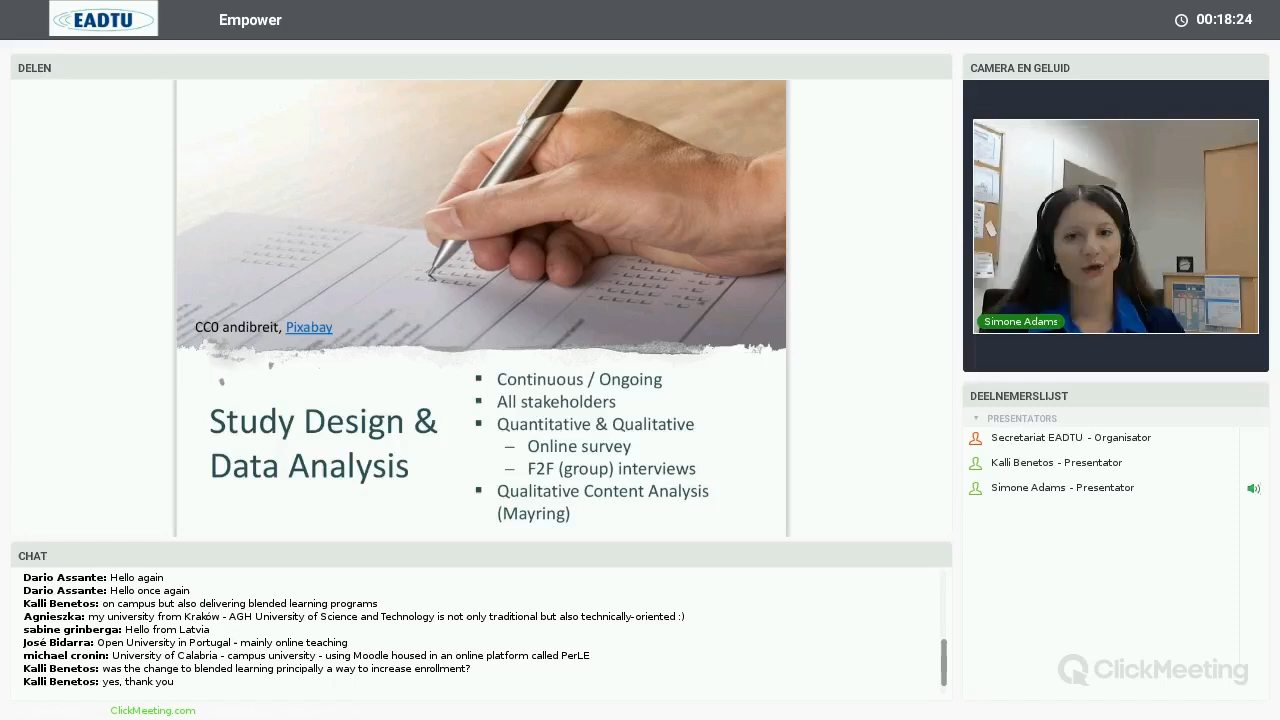 EADTU
Empower
00:18:24
DELEN
CC0 andibreit, Pixabay
Study Design &
Data Analysis
Continuous / Ongoing
All stakeholders
Quantitative & Qualitative
– Online survey
– F2F (group) interviews
Qualitative Content Analysis
(Mayring)
CAMERA EN GELUID
Simone Adams
DEELNEMERSLIJST
PRESENTATORS
Secretariat EADTU - Organisator
Kalli Benetos - Presentator
Simone Adams - Presentator
CHAT
Dario Assante: Hello again
Dario Assante: Hello once again
Kalli Benetos: on campus but also delivering blended learning programs
Agnieszka: my university from Kraków - AGH University of Science and Technology is not only traditional but also technically-oriented :)
sabine grinberga: Hello from Latvia
José Bidarra: Open University in Portugal - mainly online teaching
michael cronin: University of Calabria - campus university - using Moodle housed in an online platform called PerLE
Kalli Benetos: was the change to blended learning principally a way to increase enrollment?
Kalli Benetos: yes, thank you
ClickMeeting
ClickMeeting.com